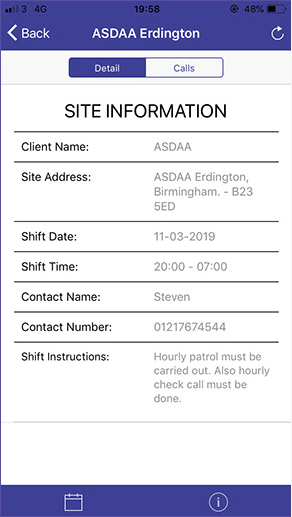 3 4G 19:58 48%
Back ASDAA Erdington
Detail Calls
SITE INFORMATION
Client Name: ASDAA
Site Address: ASDAA Erdington,
Birmingham. - B23
5ED
Shift Date: 11-03-2019
Shift Time: 20:00 - 07:00
Contact Name: Steven
Contact Number: 01217674544
Shift Instructions: Hourly patrol must be
carried out. Also hourly
check call must be
done.